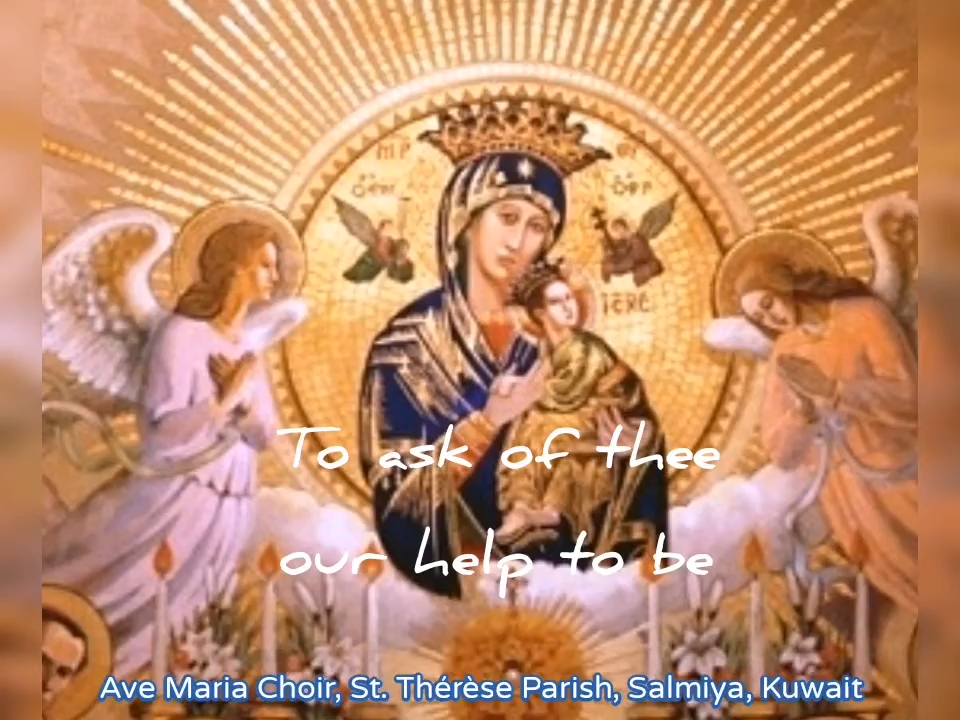 To ask of thee
our help to be
Ave Maria Choir, St. Thérèse Parish, Salmiya, Kuwait